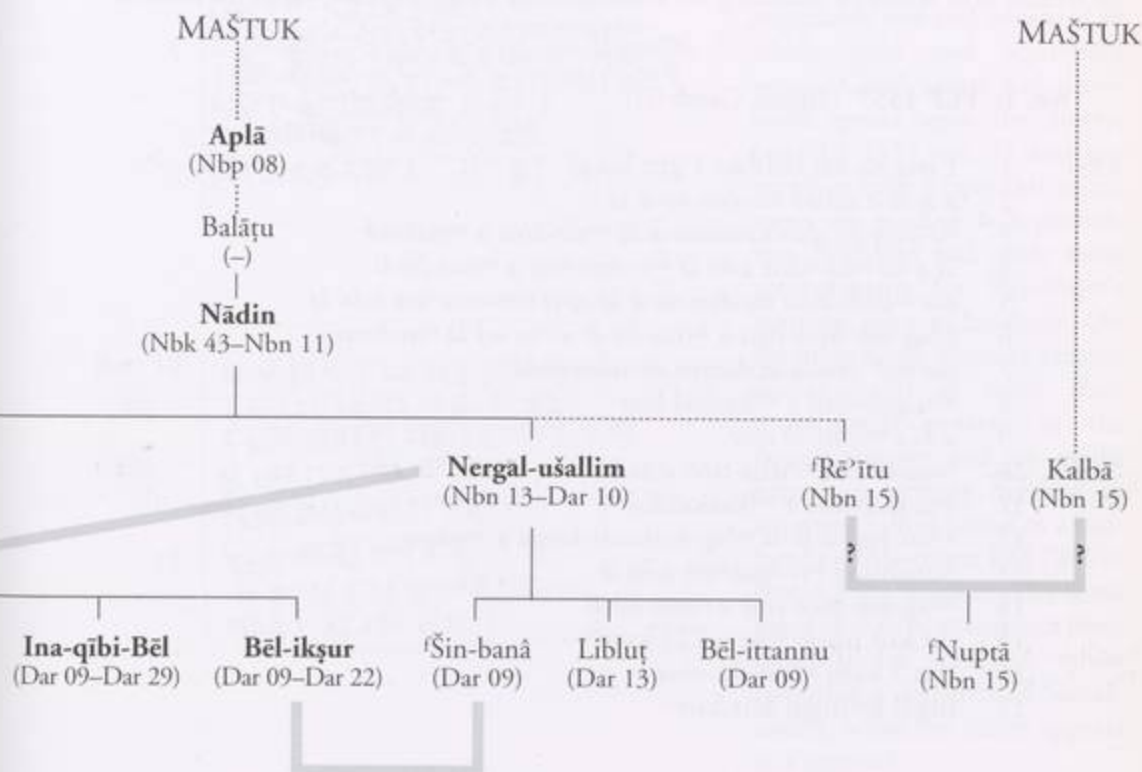 MAŠTUK MAŠTUK
Aplā
(Nbp 08)
Balāṭu
(–)
Nādin
(Nbk 43–Nbn 11)
Nergal-ušallim ᶠRē’ītu Kalbā
(Nbn 13–Dar 10) (Nbn 15) (Nbn 15)
? ?
Ina-qībi-Bēl Bēl-ikṣur ᶠŠin-banâ Libluṭ Bēl-ittannu ᶠNuptā
(Dar 09–Dar 29) (Dar 09–Dar 22) (Dar 09) (Dar 13) (Dar 09) (Nbn 15)